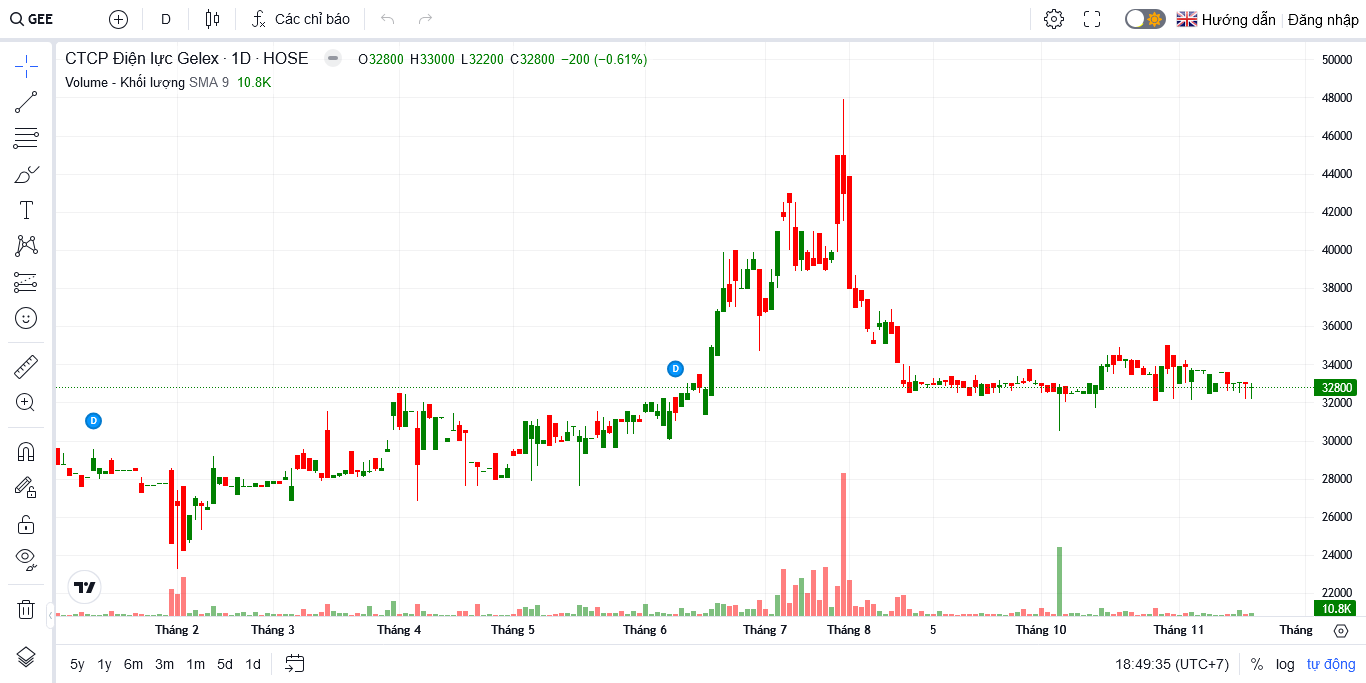 GEE
D
Các chỉ báo
Hướng dẫn
Đăng nhập
CTCP Điện lực Gelex · 1D · HOSE O32800 H33000 L32200 C32800 −200 (−0.61%)
Volume - Khối lượng SMA 9 10.8K
50000
48000
46000
44000
42000
40000
38000
36000
34000
32800
32000
30000
28000
26000
24000
22000
10.8K
D
D
Tháng 2 Tháng 3 Tháng 4 Tháng 5 Tháng 6 Tháng 7 Tháng 8 5 Tháng 10 Tháng 11 Tháng
5y 1y 6m 3m 1m 5d 1d 18:49:35 (UTC+7) % log tự động